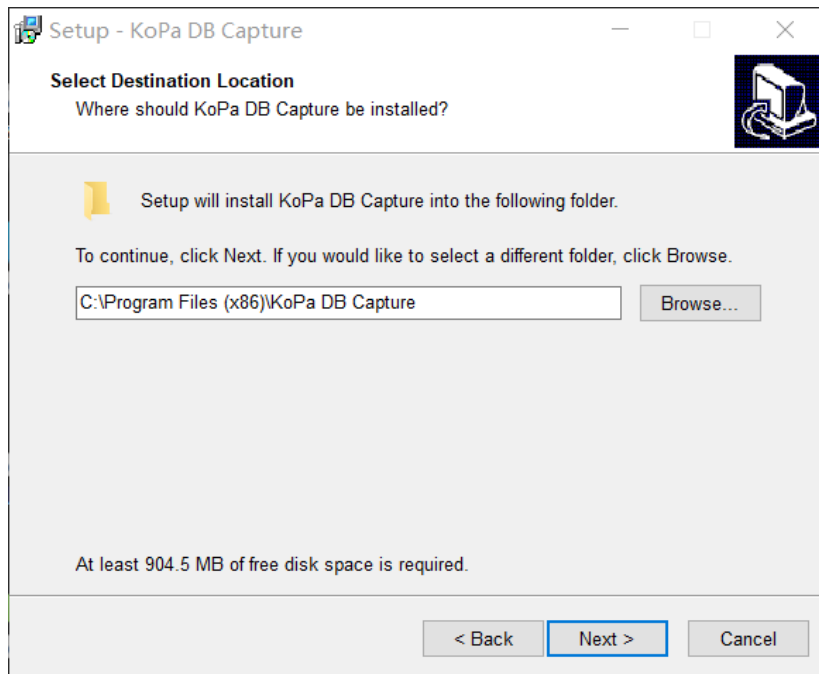 Setup - KoPa DB Capture
Select Destination Location
Where should KoPa DB Capture be installed?
Setup will install KoPa DB Capture into the following folder.
To continue, click Next. If you would like to select a different folder, click Browse.
C:\Program Files (x86)\KoPa DB Capture
Browse...
At least 904.5 MB of free disk space is required.
< Back
Next >
Cancel